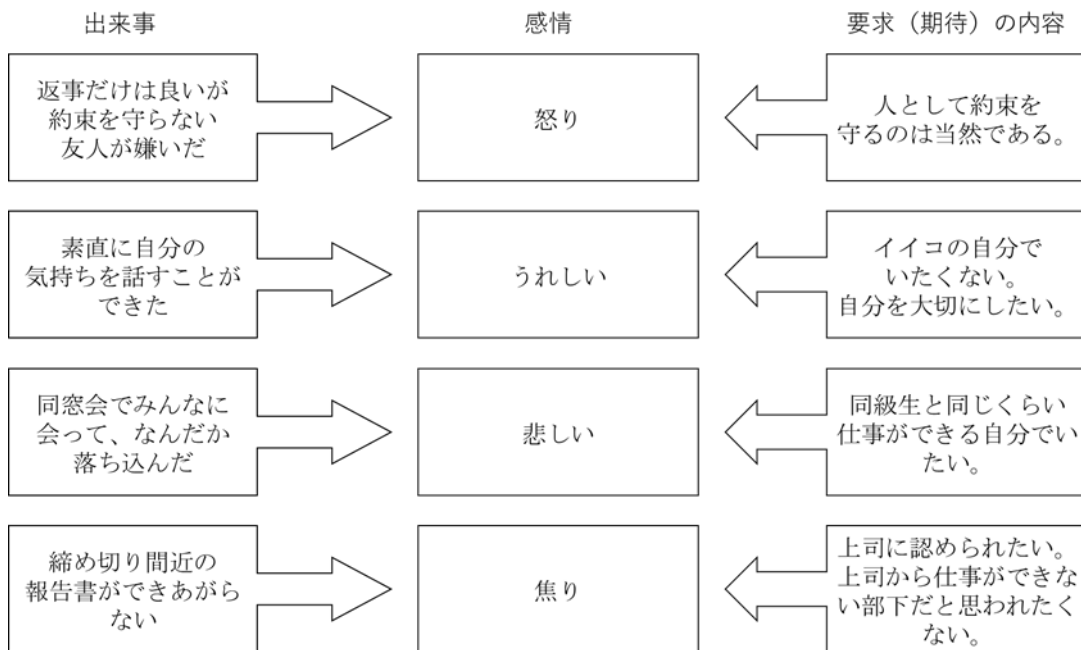 出来事
感情
要求（期待）の内容
返事だけは良いが
約束を守らない
友人が嫌いだ
怒り
人として約束を
守るのは当然である。
素直に自分の
気持ちを話すことが
できた
うれしい
イイコの自分で
いたくない。
自分を大切にしたい。
同窓会でみんなに
会って、なんだか
落ち込んだ
悲しい
同級生と同じくらい
仕事ができる自分でい
たい。
締め切り間近の
報告書ができあがら
ない
焦り
上司に認められたい。
上司から仕事ができな
い部下だと思われたく
ない。